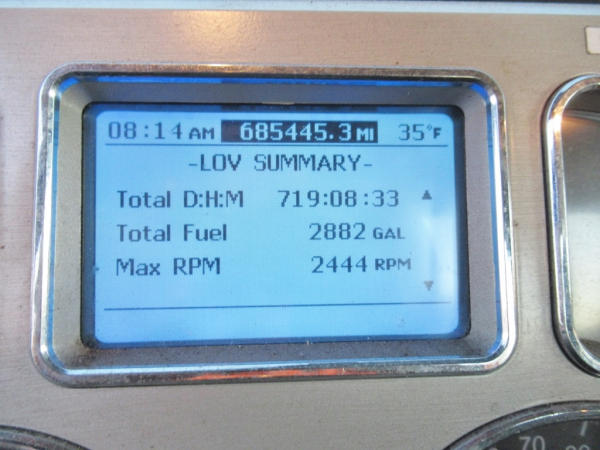 08:14 AM 685445.3 MI 35°F
-LOV SUMMARY-
Total D:H:M 719:08:33
Total Fuel 2882 GAL
Max RPM 2444 RPM
70